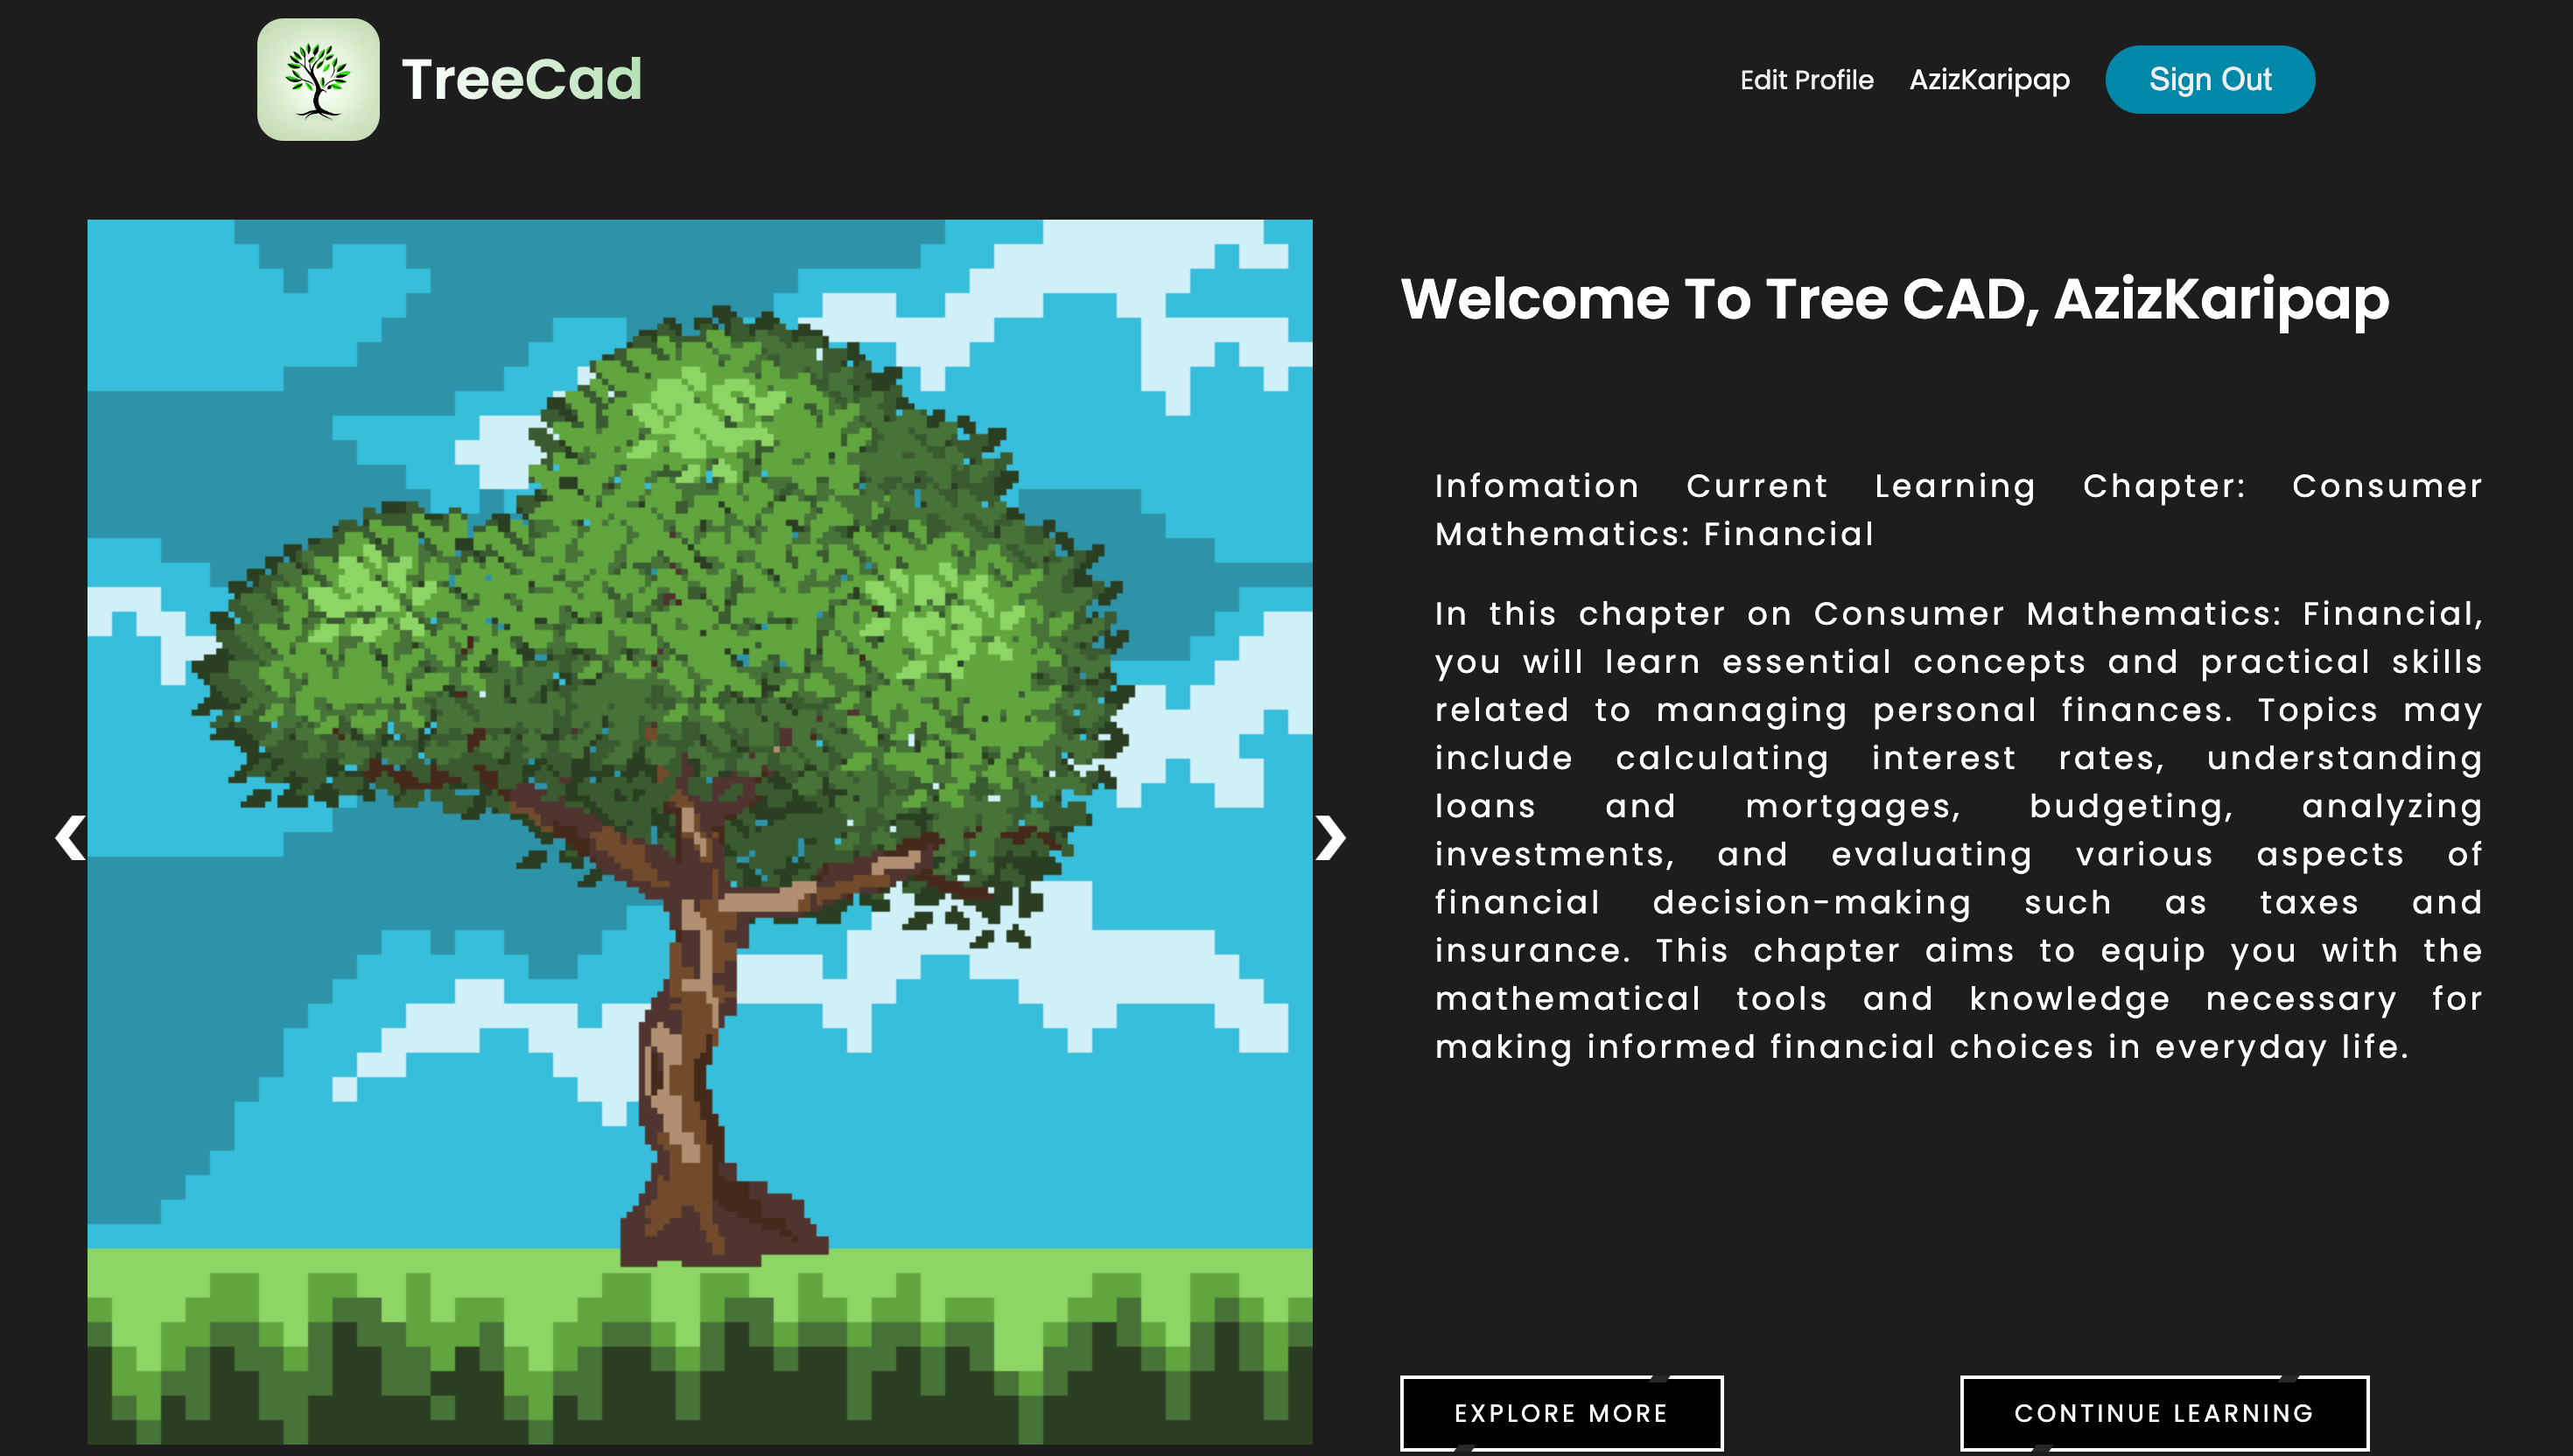 TreeCad
Edit Profile
AzizKaripap
Sign Out
Welcome To Tree CAD, AzizKaripap
Infomation Current Learning Chapter: Consumer
Mathematics: Financial
In this chapter on Consumer Mathematics: Financial,
you will learn essential concepts and practical skills
related to managing personal finances. Topics may
include calculating interest rates, understanding
loans and mortgages, budgeting, analyzing
investments, and evaluating various aspects of
financial decision-making such as taxes and
insurance. This chapter aims to equip you with the
mathematical tools and knowledge necessary for
making informed financial choices in everyday life.
EXPLORE MORE
CONTINUE LEARNING